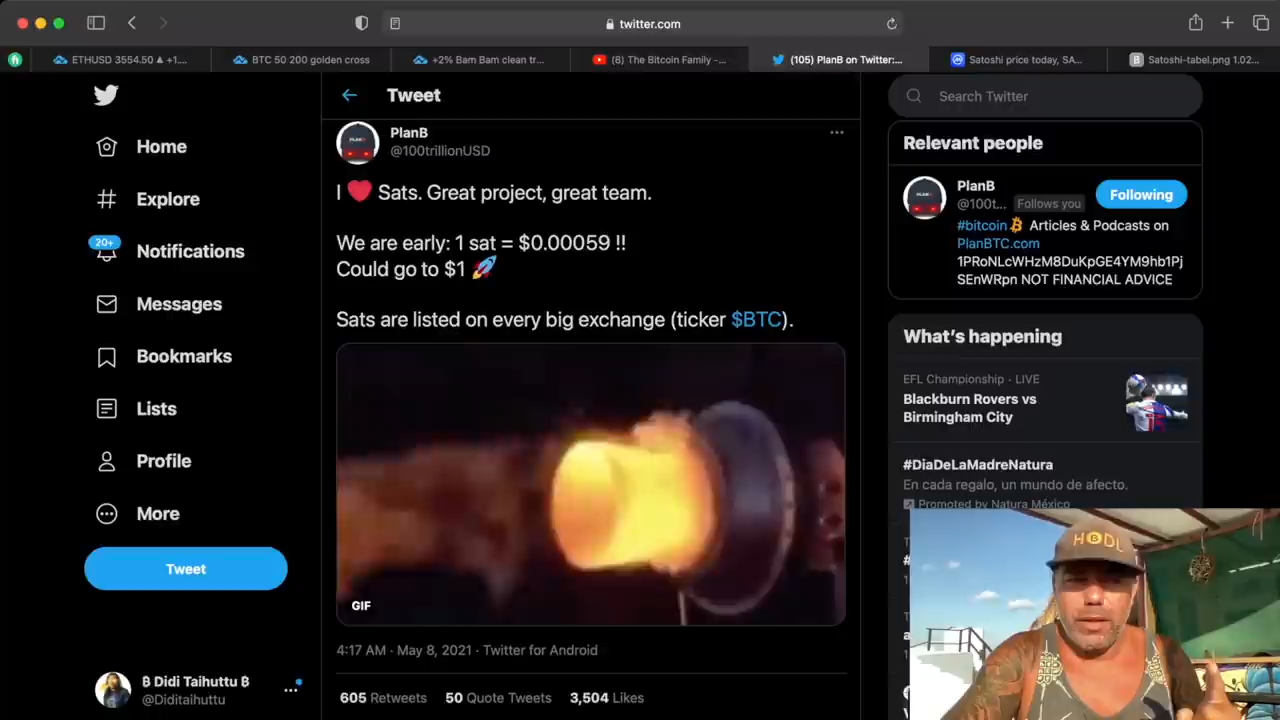 twitter.com
ETHUSD 3554.50 ▲ +1....
BTC 50 200 golden cross
+2% Bam Bam clean tr...
(8) The Bitcoin Family -...
(105) PlanB on Twitter:...
Satoshi price today, SA...
Satoshi-tabel.png 1.02...
Tweet
Search Twitter
Home
Explore
20+
Notifications
Messages
Bookmarks
Lists
Profile
More
Tweet
₿ Didi Taihuttu ₿
@Diditaihuttu
PlanB
@100trillionUSD
I ❤️ Sats. Great project, great team.
We are early: 1 sat = $0.00059 !!
Could go to $1 🚀
Sats are listed on every big exchange (ticker $BTC).
GIF
4:17 AM · May 8, 2021 · Twitter for Android
605 Retweets 50 Quote Tweets 3,504 Likes
Relevant people
PlanB
@100t... Follows you
Following
#bitcoin Articles & Podcasts on
PlanBTC.com
1PRoNLcWHzM8DuKpGE4YM9hb1Pj
SEnWRpn NOT FINANCIAL ADVICE
What's happening
EFL Championship · LIVE
Blackburn Rovers vs
Birmingham City
#DiaDeLaMadreNatura
En cada regalo, un mundo de afecto.
Promoted by Natura México
HODL